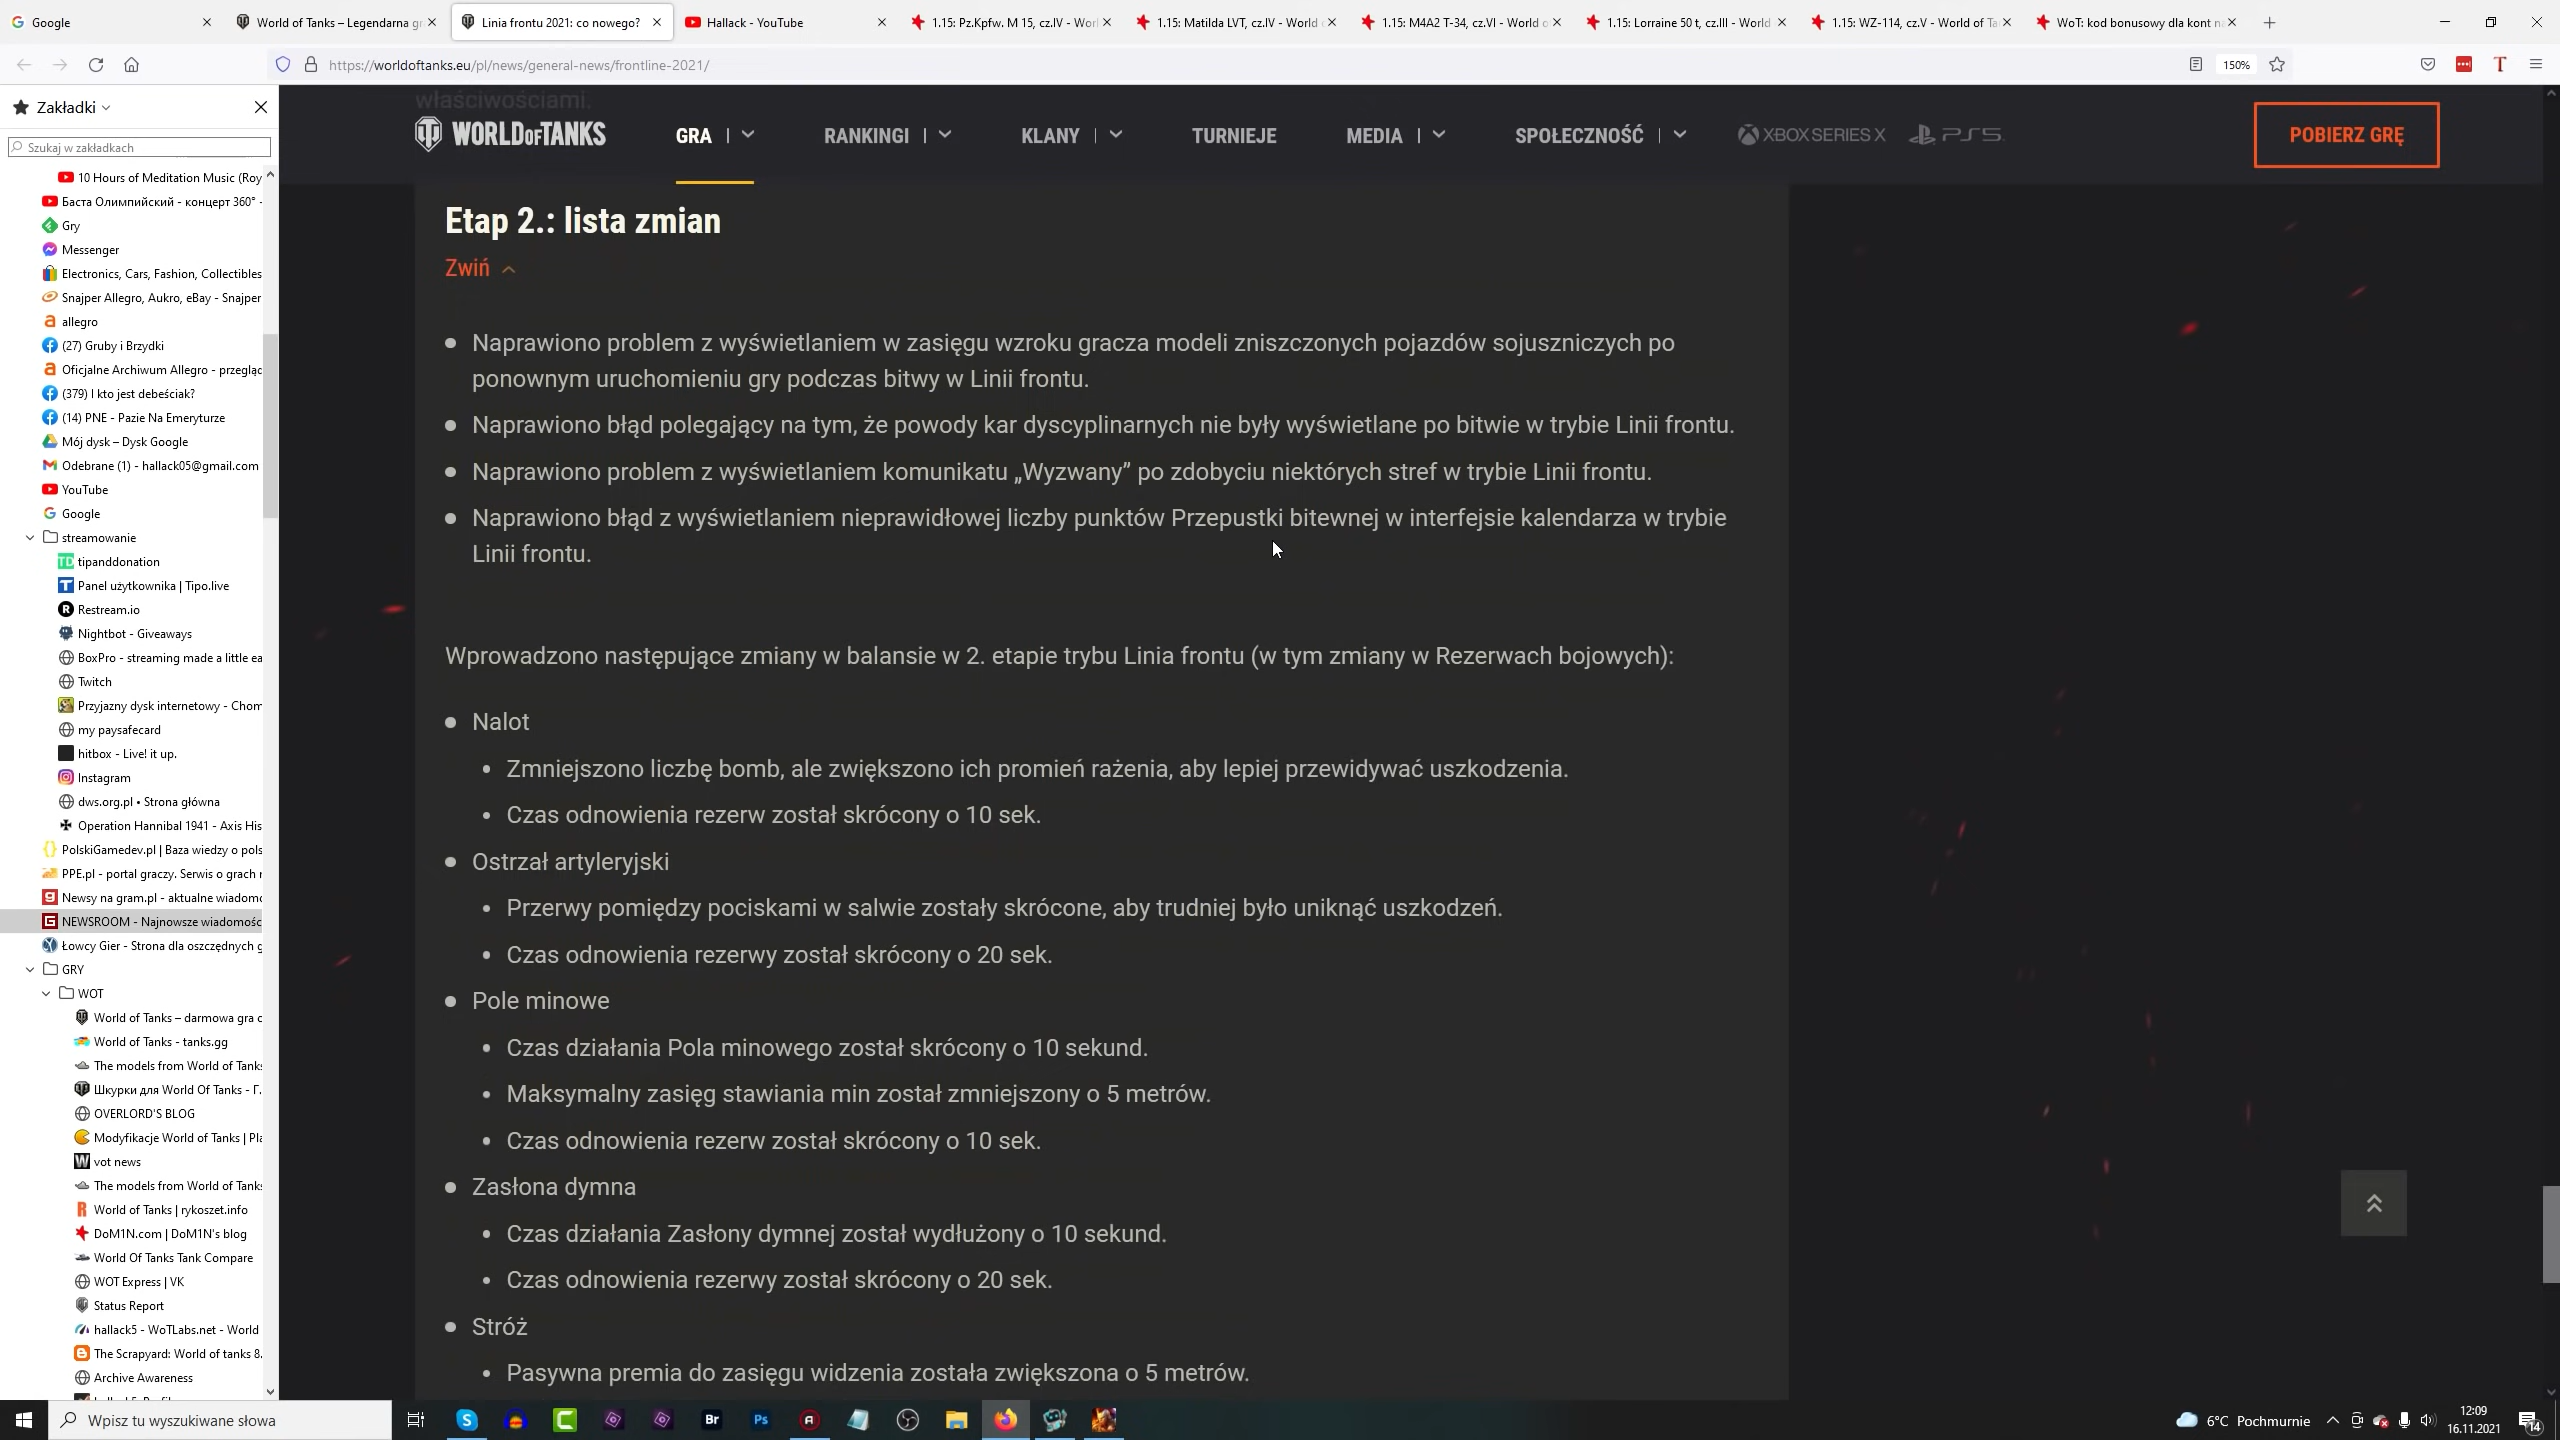 Google
World of Tanks – Legendarna gr
Linia frontu 2021: co nowego?
Hallack - YouTube
1.15: Pz.Kpfw. M 15, cz.IV - Worl
1.15: Matilda LVT, cz.IV - World o
1.15: M4A2 T-34, cz.VI - World o
1.15: Lorraine 50 t, cz.III - World
1.15: WZ-114, cz.V - World of Ta
WoT: kod bonusowy dla kont n
https://worldoftanks.eu/pl/news/general-news/frontline-2021/
150%
Zakładki
Szukaj w zakładkach
10 Hours of Meditation Music (Roy
Баста Олимпийский - концерт 360° -
Gry
Messenger
Electronics, Cars, Fashion, Collectibles
Snajper Allegro, Aukro, eBay - Snajper
allegro
(27) Gruby i Brzydki
Oficjalne Archiwum Allegro - przegląd
(379) I kto jest debeściak?
(14) PNE - Pazie Na Emeryturze
Mój dysk – Dysk Google
Odebrane (1) - hallack05@gmail.com
YouTube
Google
streamowanie
tipanddonation
Panel użytkownika | Tipo.live
Restream.io
Nightbot - Giveaways
BoxPro - streaming made a little ea
Twitch
Przyjazny dysk internetowy - Chom
my paysafecard
hitbox - Live! it up.
Instagram
dws.org.pl • Strona główna
Operation Hannibal 1941 - Axis His
PolskiGamedev.pl | Baza wiedzy o pols
PPE.pl - portal graczy. Serwis o grach r
Newsy na gram.pl - aktualne wiadomo
NEWSROOM - Najnowsze wiadomośc
Łowcy Gier - Strona dla oszczędnych g
GRY
WOT
World of Tanks – darmowa gra o
World of Tanks - tanks.gg
The models from World of Tanks
Шкурки для World Of Tanks - Г.
OVERLORD'S BLOG
Modyfikacje World of Tanks | Pla
vot news
The models from World of Tanks
World of Tanks | rykoszet.info
DoM1N.com | DoM1N's blog
World Of Tanks Tank Compare
WOT Express | VK
Status Report
hallack5 - WoTLabs.net - World
The Scrapyard: World of tanks 8.
Archive Awareness
właściwościami.
WORLD OF TANKS
GRA
RANKINGI
KLANY
TURNIEJE
MEDIA
SPOŁECZNOŚĆ
XBOX SERIES X
PS5
POBIERZ GRĘ
Etap 2.: lista zmian
Zwiń
Naprawiono problem z wyświetlaniem w zasięgu wzroku gracza modeli zniszczonych pojazdów sojuszniczych po
ponownym uruchomieniu gry podczas bitwy w Linii frontu.
Naprawiono błąd polegający na tym, że powody kar dyscyplinarnych nie były wyświetlane po bitwie w trybie Linii frontu.
Naprawiono problem z wyświetlaniem komunikatu „Wyzwany” po zdobyciu niektórych stref w trybie Linii frontu.
Naprawiono błąd z wyświetlaniem nieprawidłowej liczby punktów Przepustki bitewnej w interfejsie kalendarza w trybie
Linii frontu.
Wprowadzono następujące zmiany w balansie w 2. etapie trybu Linia frontu (w tym zmiany w Rezerwach bojowych):
Nalot
Zmniejszono liczbę bomb, ale zwiększono ich promień rażenia, aby lepiej przewidywać uszkodzenia.
Czas odnowienia rezerw został skrócony o 10 sek.
Ostrzał artyleryjski
Przerwy pomiędzy pociskami w salwie zostały skrócone, aby trudniej było uniknąć uszkodzeń.
Czas odnowienia rezerwy został skrócony o 20 sek.
Pole minowe
Czas działania Pola minowego został skrócony o 10 sekund.
Maksymalny zasięg stawiania min został zmniejszony o 5 metrów.
Czas odnowienia rezerw został skrócony o 10 sek.
Zasłona dymna
Czas działania Zasłony dymnej został wydłużony o 10 sekund.
Czas odnowienia rezerwy został skrócony o 20 sek.
Stróż
Pasywna premia do zasięgu widzenia została zwiększona o 5 metrów.
Wpisz tu wyszukiwane słowa
Br
Ps
6°C Pochmurnie
12:09
16.11.2021
14